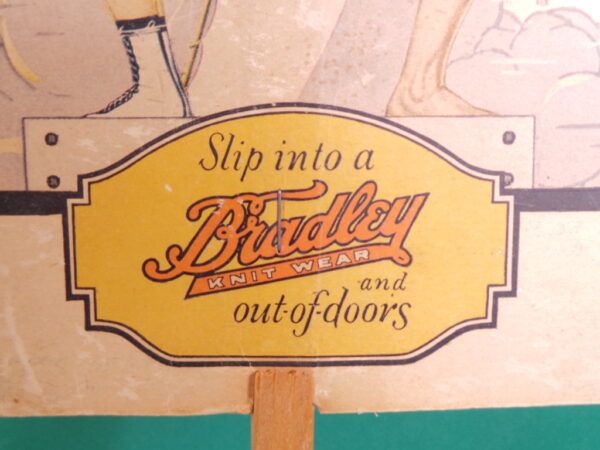 Slip into a
Bradley
KNIT WEAR
and
out-of-doors